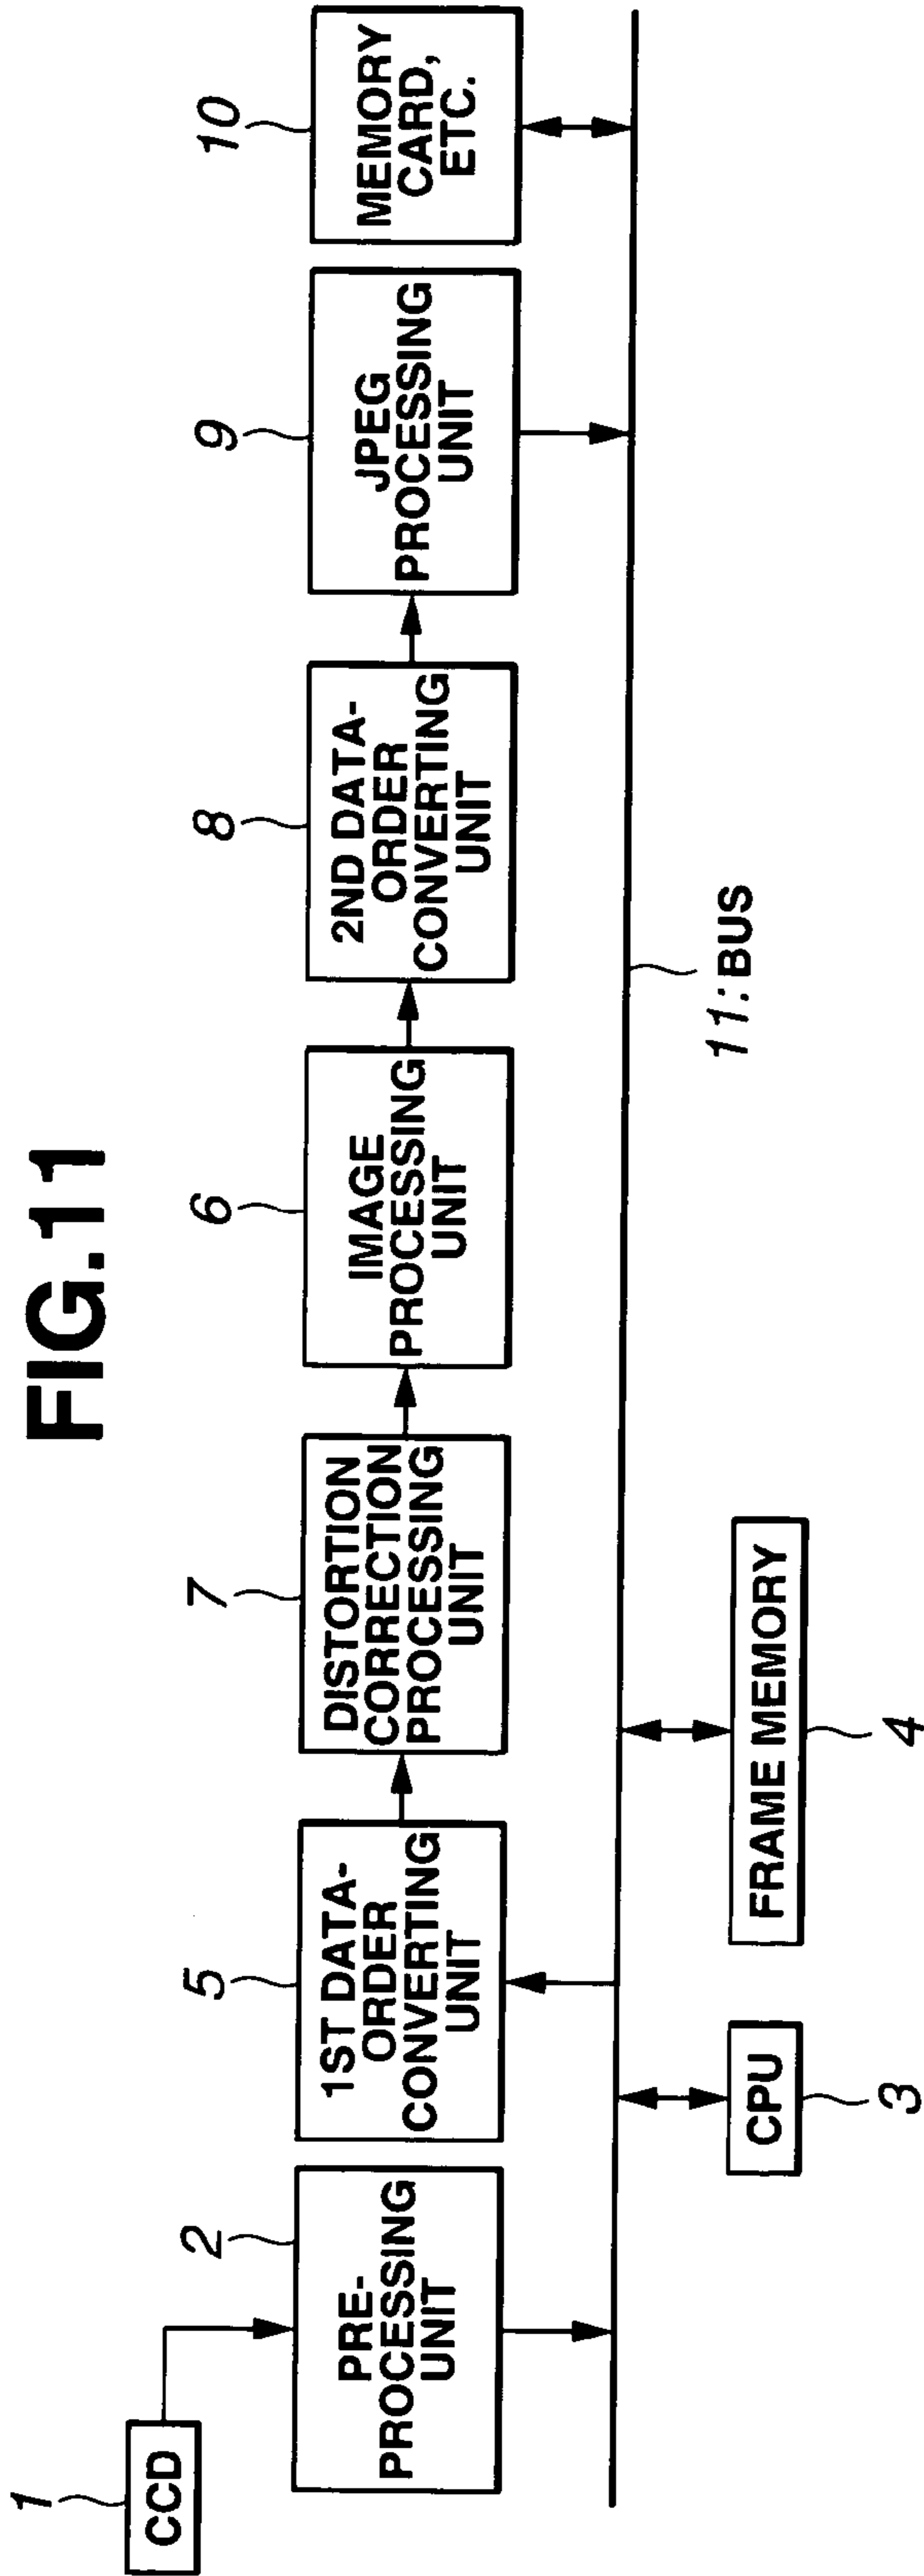 FIG.11
1
CCD
2
PRE-
PROCESSING
UNIT
5
1ST DATA-
ORDER
CONVERTING
UNIT
7
DISTORTION
CORRECTION
PROCESSING
UNIT
6
IMAGE
PROCESSING
UNIT
8
2ND DATA-
ORDER
CONVERTING
UNIT
9
JPEG
PROCESSING
UNIT
10
MEMORY
CARD,
ETC.
CPU
3
FRAME MEMORY
4
11:BUS